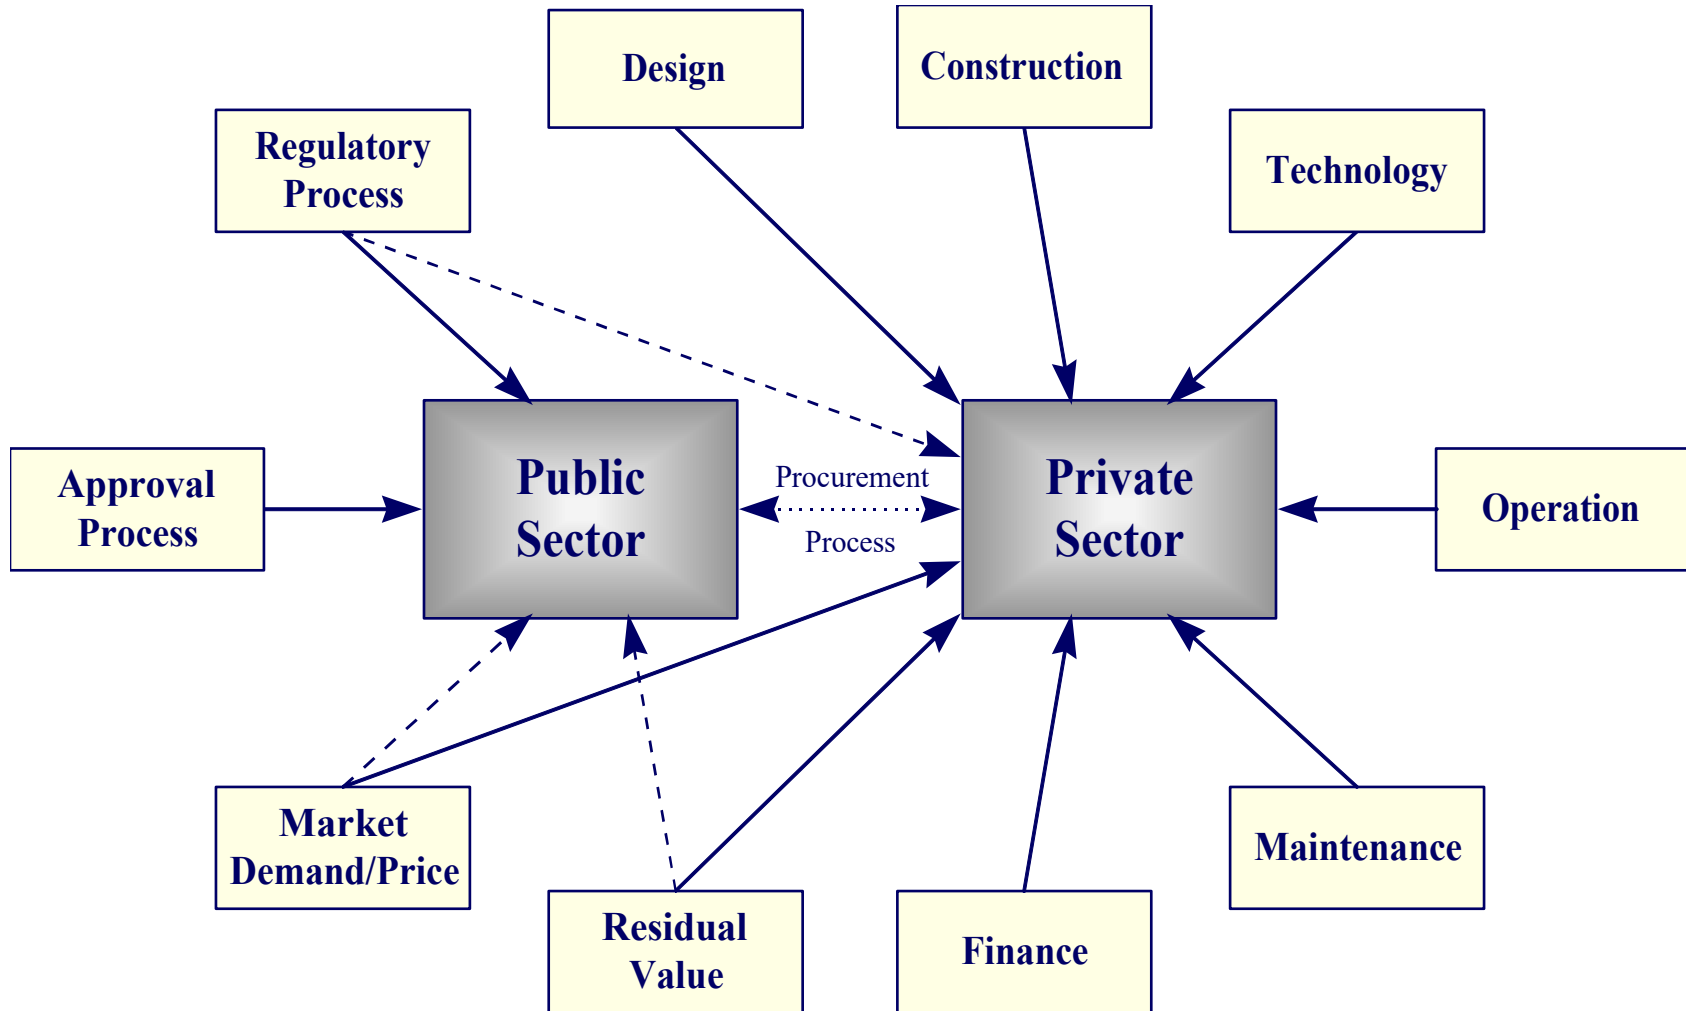 Design
Construction
Regulatory
Process
Technology
Approval
Process
Public
Sector
Procurement
Process
Private
Sector
Operation
Market
Demand/Price
Maintenance
Residual
Value
Finance